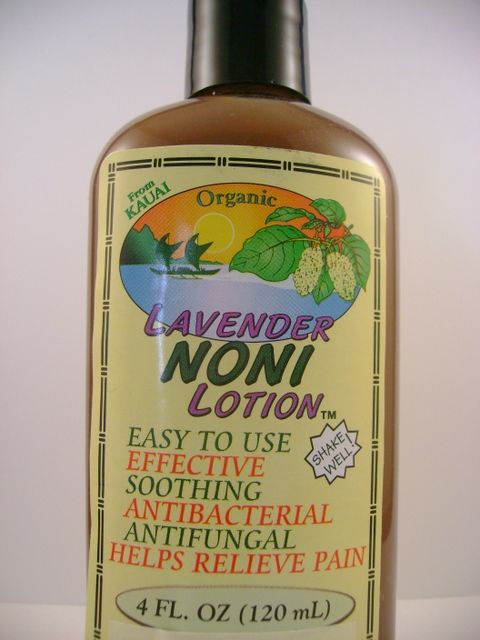 From
KAUAI
Organic
LAVENDER
NONI
LOTION™
SHAKE
WELL!
EASY TO USE
EFFECTIVE
SOOTHING
ANTIBACTERIAL
ANTIFUNGAL
HELPS RELIEVE PAIN
4 FL. OZ (120 mL)